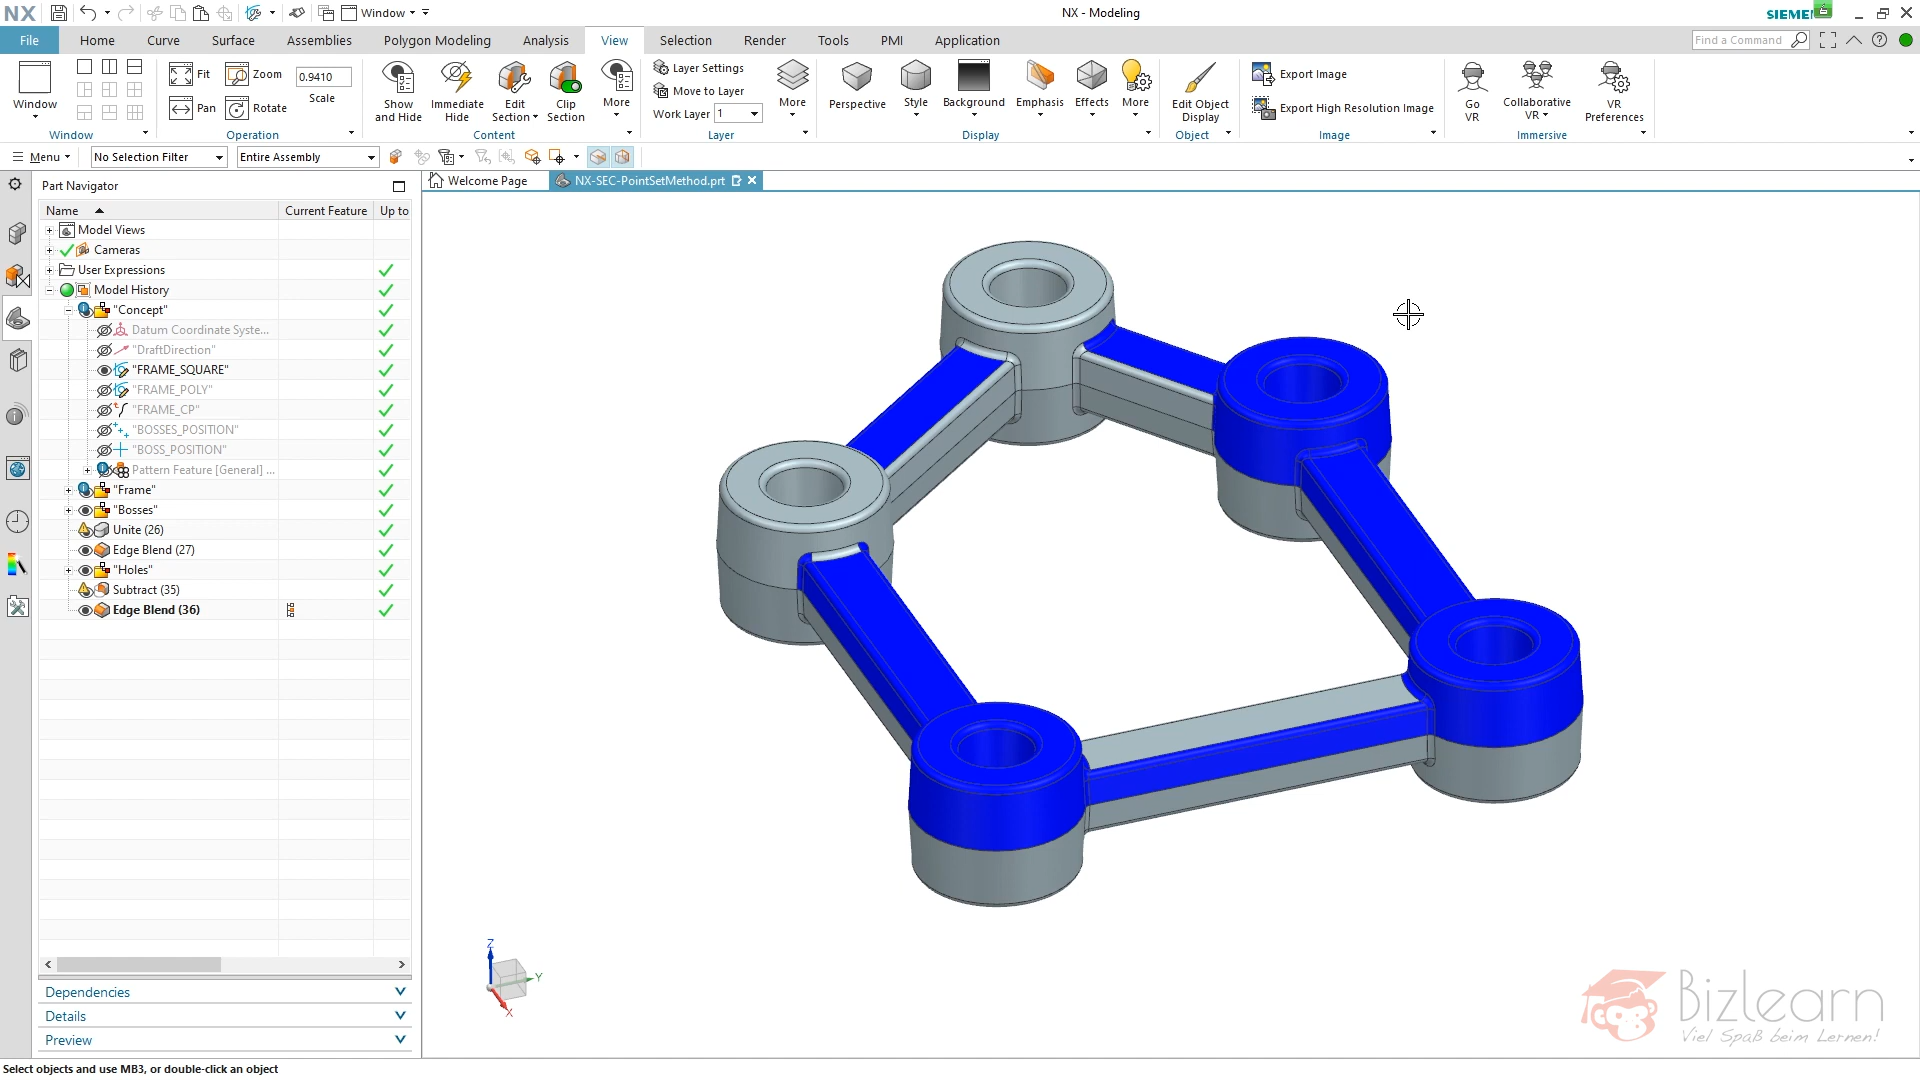 NX
Window
NX - Modeling
SIEME
File
Home
Curve
Surface
Assemblies
Polygon Modeling
Analysis
View
Selection
Render
Tools
PMI
Application
Find a Command
Window
Fit
Zoom
0.9410
Pan
Rotate
Scale
Show
and Hide
Immediate
Hide
Edit
Section
Clip
Section
More
Layer Settings
Move to Layer
Work Layer 1
More
Perspective
Style
Background
Emphasis
Effects
More
Edit Object
Display
Export Image
Export High Resolution Image
Go
VR
Collaborative
VR
VR
Preferences
Window
Operation
Content
Layer
Display
Object
Image
Immersive
Menu
No Selection Filter
Entire Assembly
Part Navigator
Welcome Page
NX-SEC-PointSetMethod.prt
Name
Current Feature
Up to
Model Views
Cameras
User Expressions
Model History
"Concept"
Datum Coordinate Syste...
"DraftDirection"
"FRAME_SQUARE"
"FRAME_POLY"
"FRAME_CP"
"BOSSES_POSITION"
"BOSS_POSITION"
Pattern Feature [General] ...
"Frame"
"Bosses"
Unite (26)
Edge Blend (27)
"Holes"
Subtract (35)
Edge Blend (36)
Z
Y
X
Dependencies
Details
Preview
Bizlearn
Viel Spaß beim Lernen!
Select objects and use MB3, or double-click an object